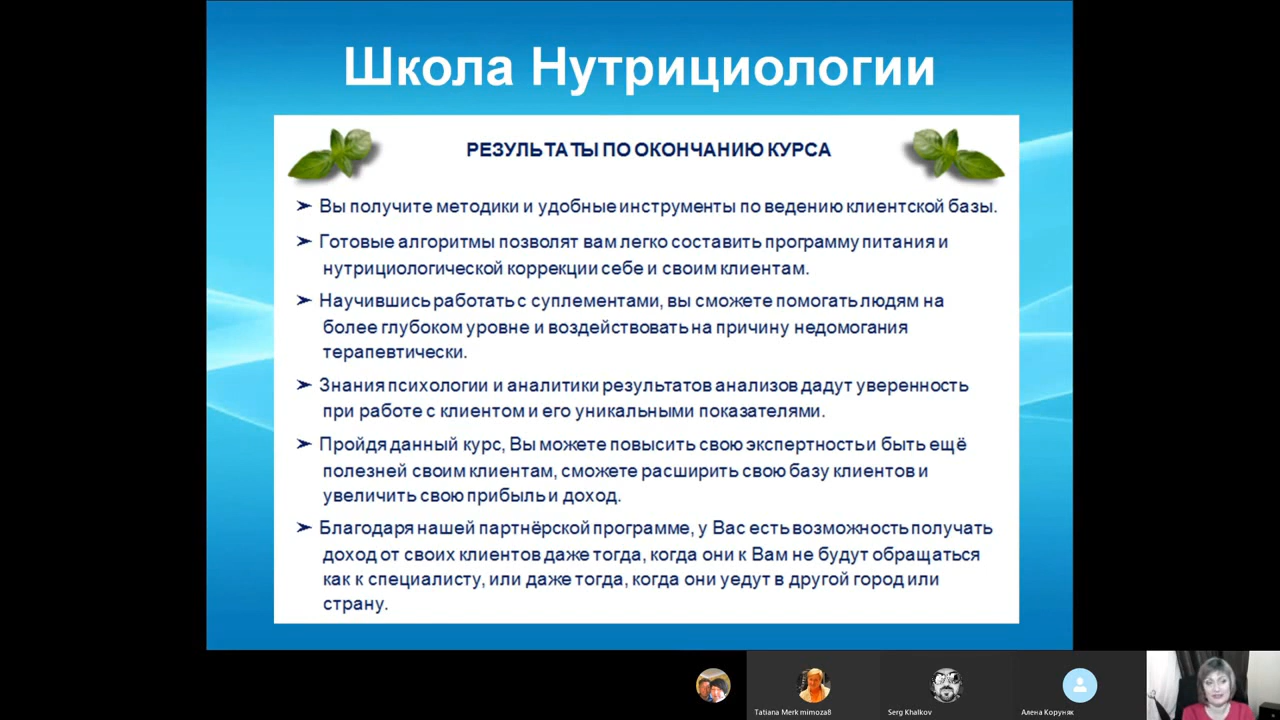 Школа Нутрициологии
РЕЗУЛЬТАТЫ ПО ОКОНЧАНИЮ КУРСА
➤ Вы получите методики и удобные инструменты по ведению клиентской базы.
➤ Готовые алгоритмы позволят вам легко составить программу питания и
нутрициологической коррекции себе и своим клиентам.
➤ Научившись работать с суплементами, вы сможете помогать людям на
более глубоком уровне и воздействовать на причину недомогания
терапевтически.
➤ Знания психологии и аналитики результатов анализов дадут уверенность
при работе с клиентом и его уникальными показателями.
➤ Пройдя данный курс, Вы можете повысить свою экспертность и быть ещё
полезней своим клиентам, сможете расширить свою базу клиентов и
увеличить свою прибыль и доход.
➤ Благодаря нашей партнёрской программе, у Вас есть возможность получать
доход от своих клиентов даже тогда, когда они к Вам не будут обращаться
как к специалисту, или даже тогда, когда они уедут в другой город или
страну.
Tatiana Merk mimoza8
Serg Khalkov
Алена Коруняк